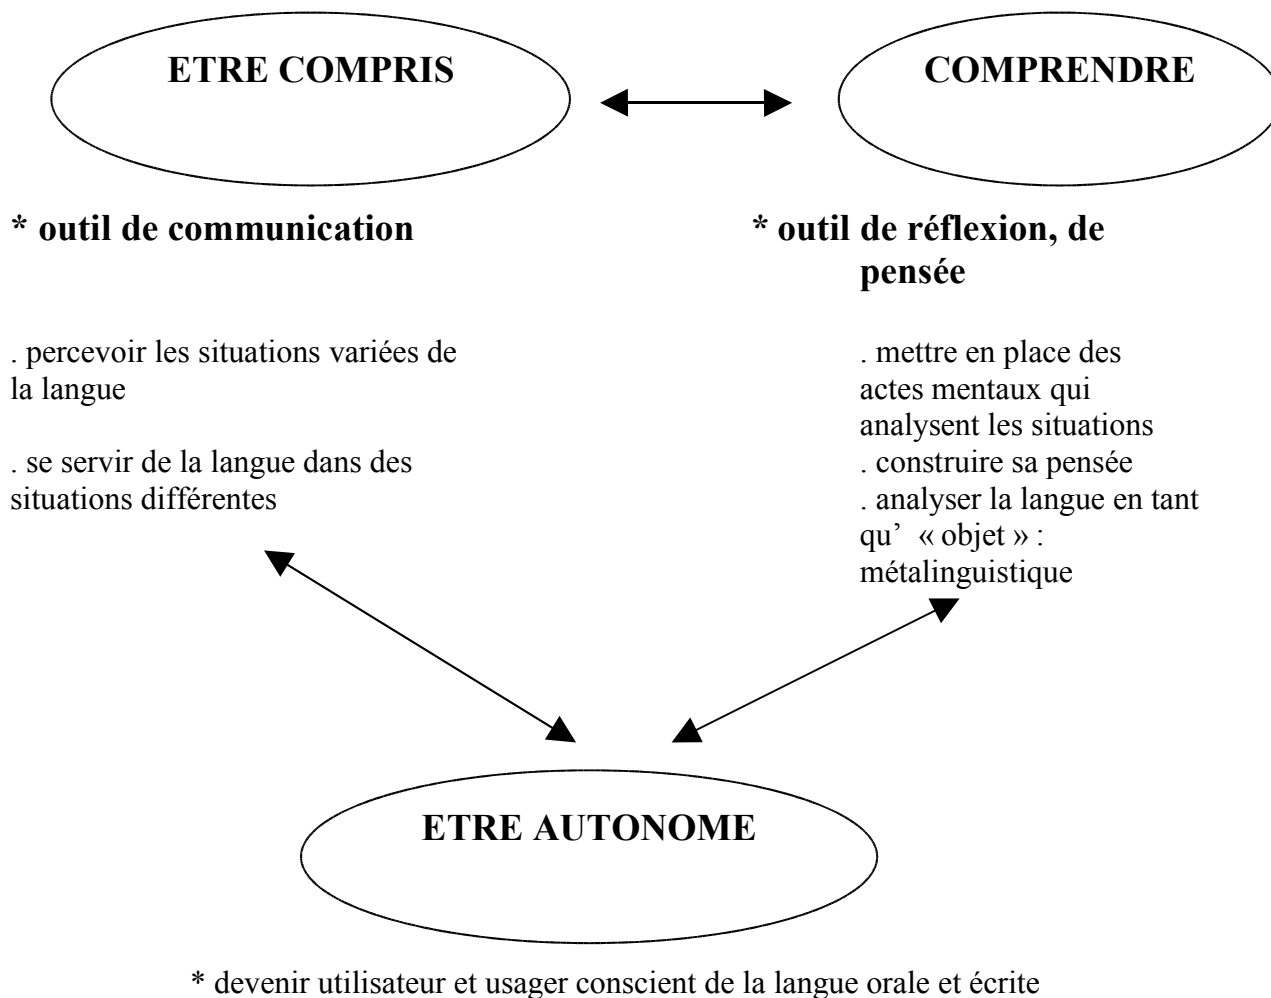 ETRE COMPRIS
COMPRENDRE
* outil de communication
* outil de réflexion, de
pensée
. percevoir les situations variées de
la langue
. se servir de la langue dans des
situations différentes
. mettre en place des
actes mentaux qui
analysent les situations
. construire sa pensée
. analyser la langue en tant
qu’ « objet » :
métalinguistique
ETRE AUTONOME
* devenir utilisateur et usager conscient de la langue orale et écrite